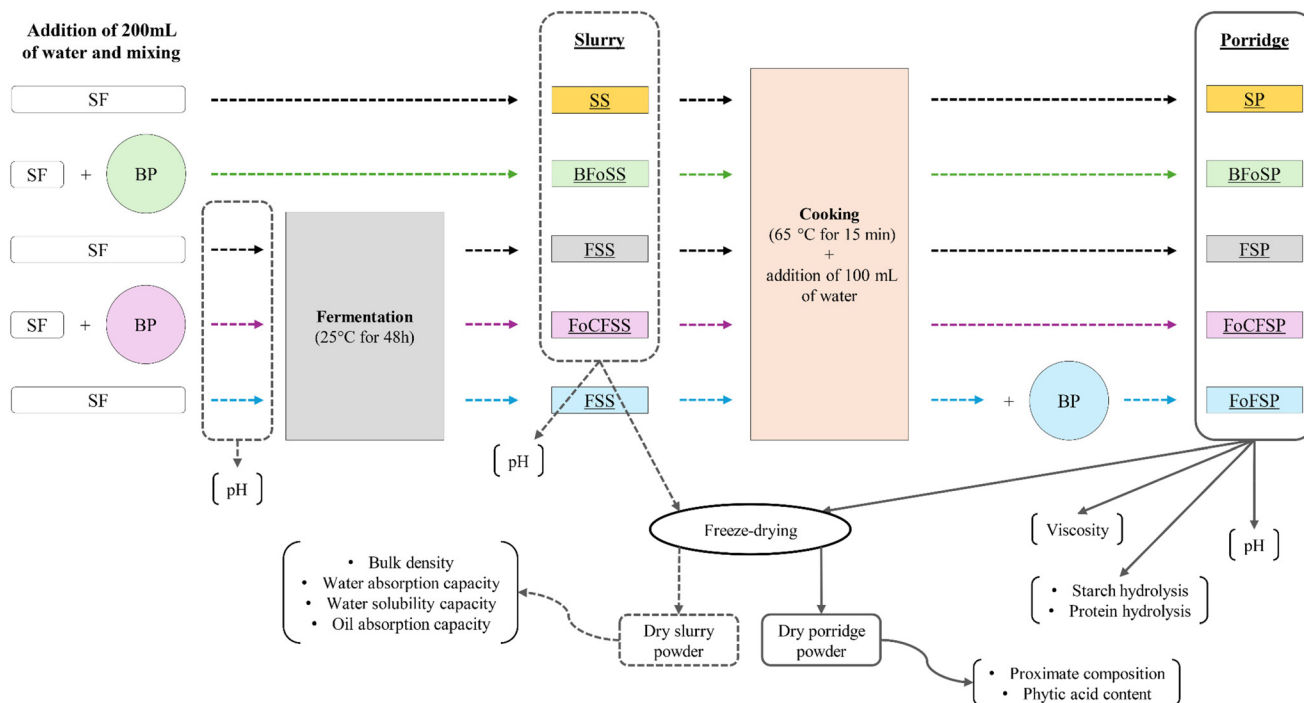 Addition of 200mL
of water and mixing
Slurry
Porridge
SF
SS
SP
SF + BP
BFoSS
BFoSP
SF
FSS
FSP
Cooking
(65 °C for 15 min)
+
addition of 100 mL
of water
Fermentation
(25°C for 48h)
SF + BP
FoCFSS
FoCFSP
SF
FSS
+ BP
FoFSP
pH
pH
Freeze-drying
Viscosity
pH
• Bulk density
• Water absorption capacity
• Water solubility capacity
• Oil absorption capacity
• Starch hydrolysis
• Protein hydrolysis
Dry slurry
powder
Dry porridge
powder
• Proximate composition
• Phytic acid content